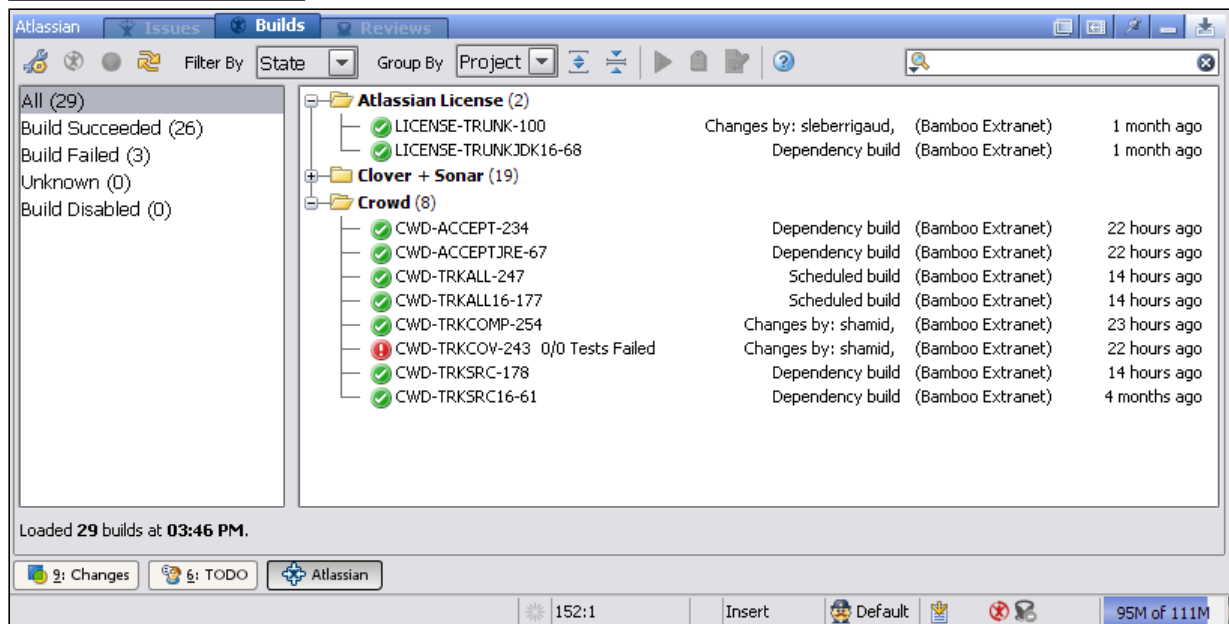 Atlassian Issues Builds Reviews
Filter By State Group By Project
All (29)
Build Succeeded (26)
Build Failed (3)
Unknown (0)
Build Disabled (0)
Atlassian License (2)
LICENSE-TRUNK-100 Changes by: sleberrigaud, (Bamboo Extranet) 1 month ago
LICENSE-TRUNKJDK16-68 Dependency build (Bamboo Extranet) 1 month ago
Clover + Sonar (19)
Crowd (8)
CWD-ACCEPT-234 Dependency build (Bamboo Extranet) 22 hours ago
CWD-ACCEPTJRE-67 Dependency build (Bamboo Extranet) 22 hours ago
CWD-TRKALL-247 Scheduled build (Bamboo Extranet) 14 hours ago
CWD-TRKALL16-177 Scheduled build (Bamboo Extranet) 14 hours ago
CWD-TRKCOMP-254 Changes by: shamid, (Bamboo Extranet) 23 hours ago
CWD-TRKCOV-243 0/0 Tests Failed Changes by: shamid, (Bamboo Extranet) 22 hours ago
CWD-TRKSRC-178 Dependency build (Bamboo Extranet) 14 hours ago
CWD-TRKSRC16-61 Dependency build (Bamboo Extranet) 4 months ago
Loaded 29 builds at 03:46 PM.
9: Changes 6: TODO Atlassian
152:1 Insert Default 95M of 111M